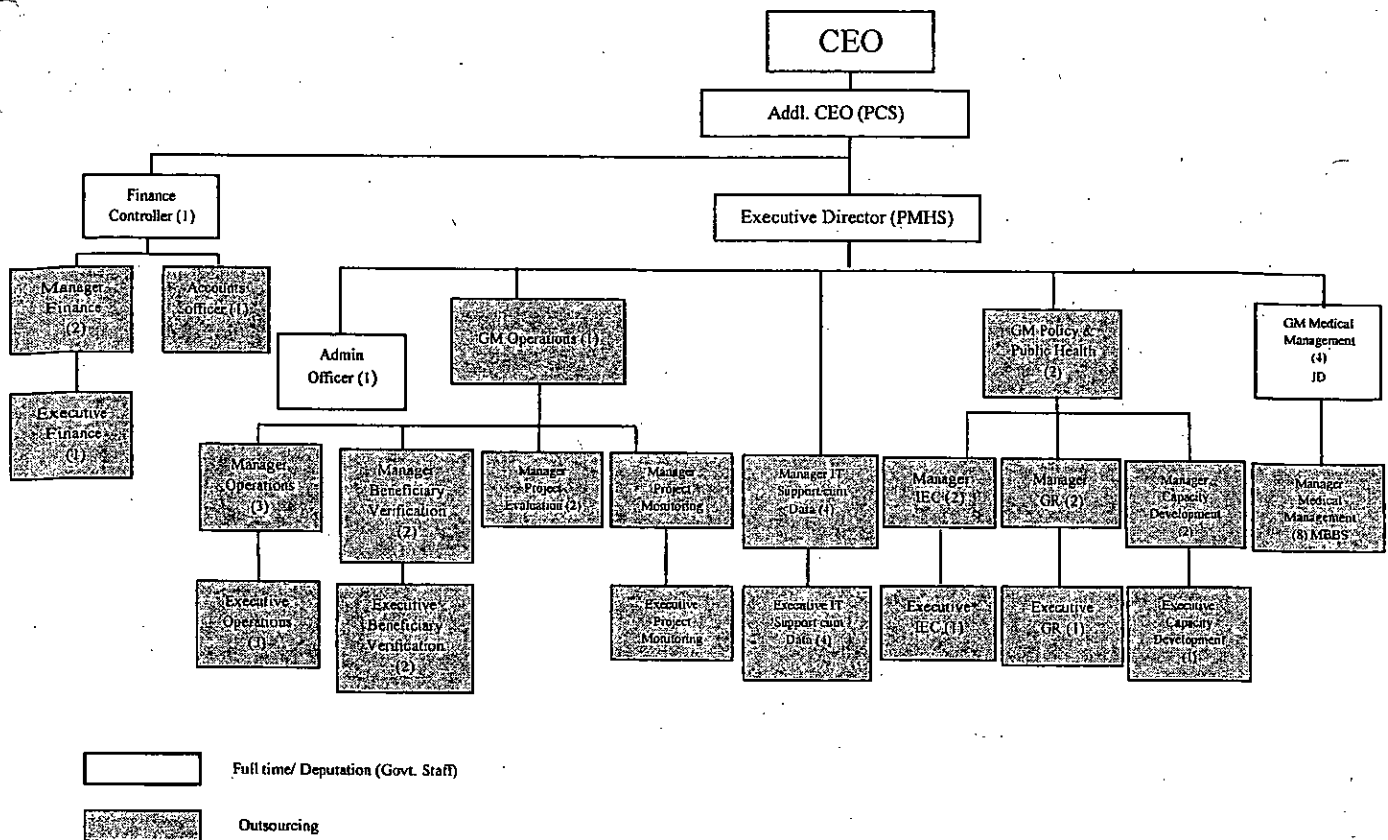 CEO
Addl. CEO (PCS)
Finance
Controller (1)
Executive Director (PMHS)
Manager
Finance
(2)
Accounts
officer (1)
Admin
Officer (1)
GM Operations (1)
GM Policy &
Public Health
(2)
GM Medical
Management
(4)
JD
Executive
Finance
(1)
Manager
Operations
(3)
Manager
Beneficiary
Verification
(2)
Manager
Project
Evaluation (2)
Manager
Project
Monitoring
Manager IT
Support cum
Data (4)
Manager
IEC (2)
Manager
GR (2)
Manager
Capacity
Development
(2)
Manager
Medical
Management
(8) MBBS
Executive
Operations
Executive
Beneficiary
Verification
(2)
Executive
Project
Monitoring
Executive IT
Support cum
Data (4)
Executive
IEC (1)
Executive
GR (1)
Executive
Capacity
Development
(1)
Full time/ Deputation (Govt. Staff)
Outsourcing